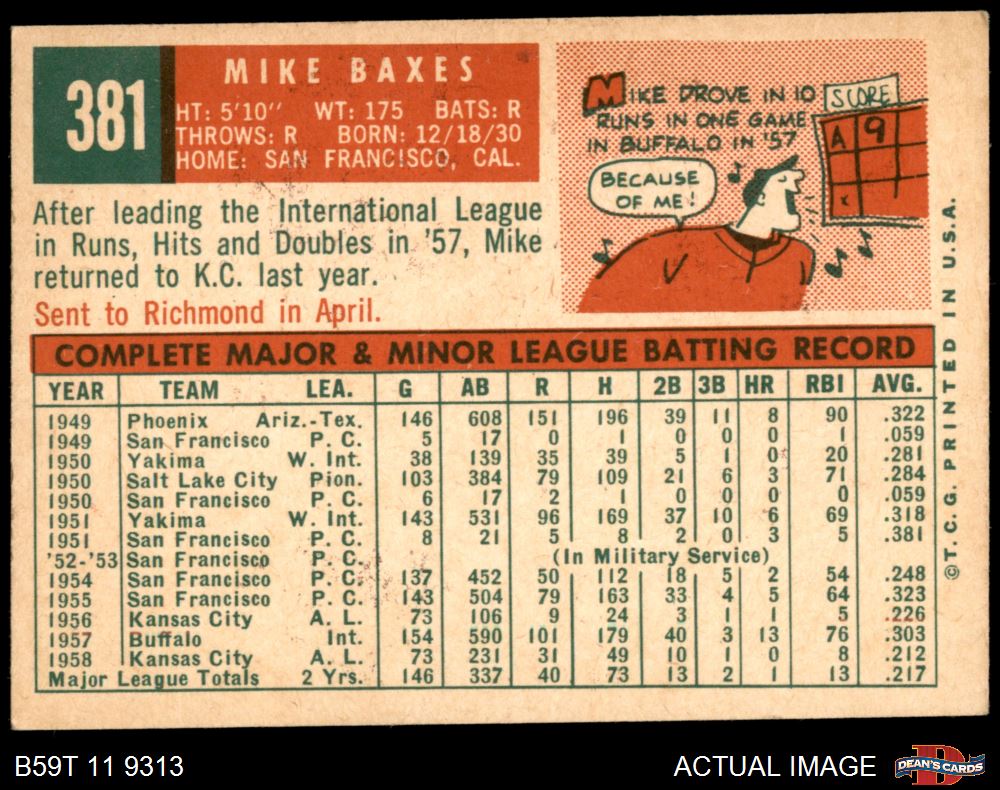 381
MIKE BAXES
HT: 5'10" WT: 175 BATS: R
THROWS: R BORN: 12/18/30
HOME: SAN FRANCISCO, CAL.
After leading the International League
in Runs, Hits and Doubles in '57, Mike
returned to K.C. last year.
Sent to Richmond in April.
MIKE DROVE IN 10
RUNS IN ONE GAME
IN BUFFALO IN '57
SCORE
A 9
BECAUSE
OF ME!
COMPLETE MAJOR & MINOR LEAGUE BATTING RECORD
YEAR TEAM LEA. G AB R H 2B 3B HR RBI AVG.
1949 Phoenix Ariz.-Tex. 146 608 151 196 39 11 8 90 .322
1949 San Francisco P. C. 5 17 0 1 0 0 0 1 .059
1950 Yakima W. Int. 38 139 35 39 5 1 0 20 .281
1950 Salt Lake City Pion. 103 384 79 109 21 6 3 71 .284
1950 San Francisco P. C. 6 17 2 1 0 0 0 0 .059
1951 Yakima W. Int. 143 531 96 169 37 10 6 69 .318
1951 San Francisco P. C. 8 21 5 8 2 0 3 5 .381
'52-'53 San Francisco P. C. (In Military Service)
1954 San Francisco P. C. 137 452 50 112 18 5 2 54 .248
1955 San Francisco P. C. 143 504 79 163 33 4 5 64 .323
1956 Kansas City A. L. 73 106 9 24 3 1 1 5 .226
1957 Buffalo Int. 154 590 101 179 40 3 13 76 .303
1958 Kansas City A. L. 73 231 31 49 10 1 0 8 .212
Major League Totals 2 Yrs. 146 337 40 73 13 2 1 13 .217
©T.C.G. PRINTED IN U.S.A.
B59T 11 9313
ACTUAL IMAGE
DEAN'S CARDS